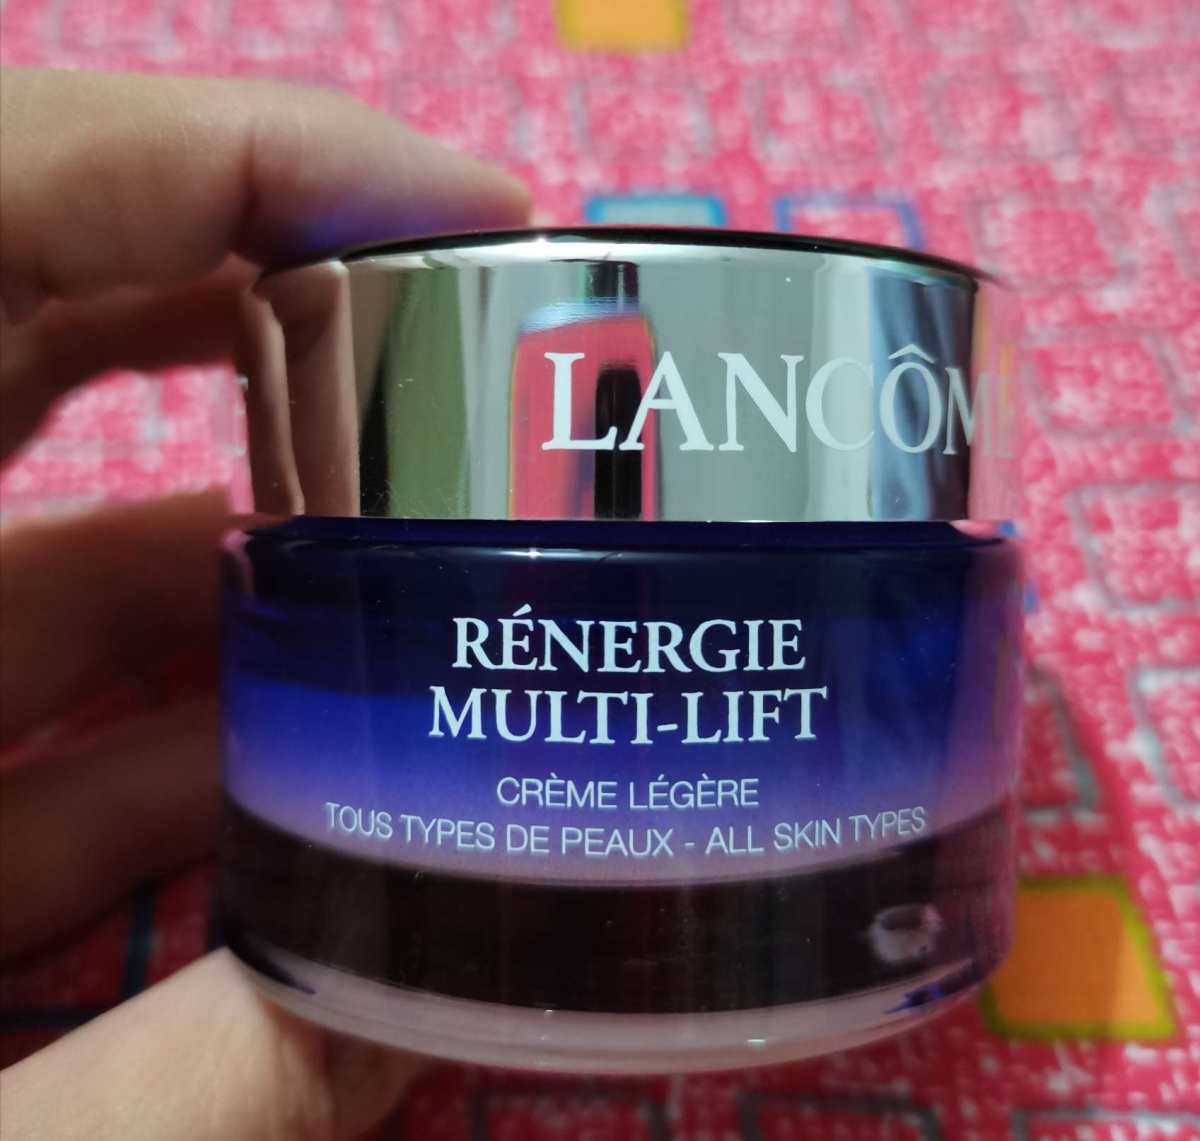 LANCÔME
RÉNERGIE
MULTI-LIFT
CRÈME LÉGÈRE
TOUS TYPES DE PEAUX - ALL SKIN TYPES